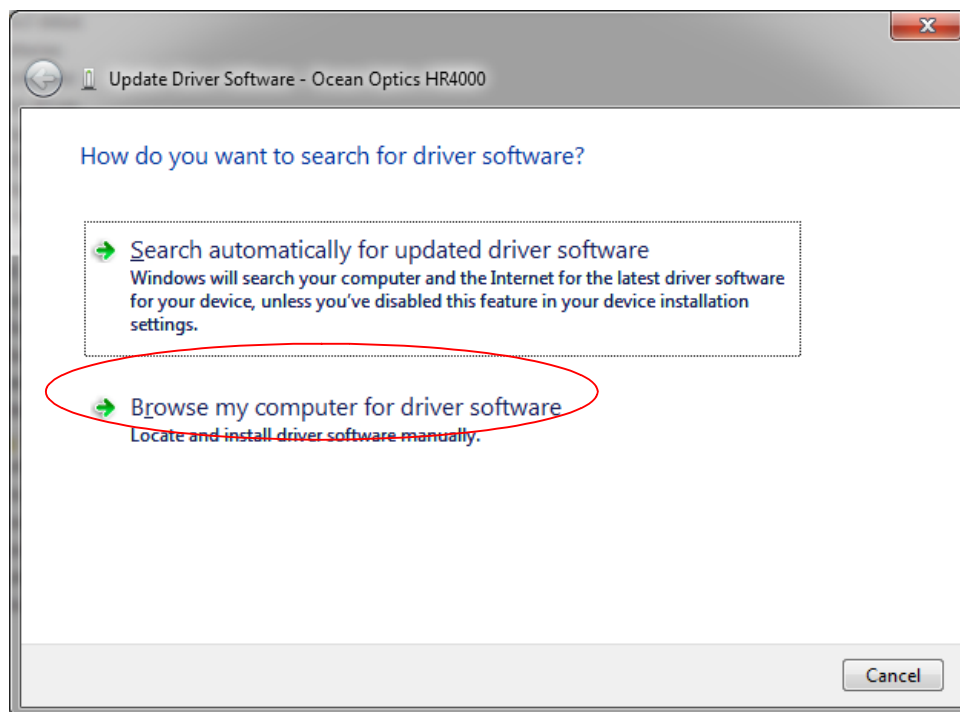 Update Driver Software - Ocean Optics HR4000
How do you want to search for driver software?
Search automatically for updated driver software
Windows will search your computer and the Internet for the latest driver software
for your device, unless you've disabled this feature in your device installation
settings.
Browse my computer for driver software
Locate and install driver software manually.
Cancel